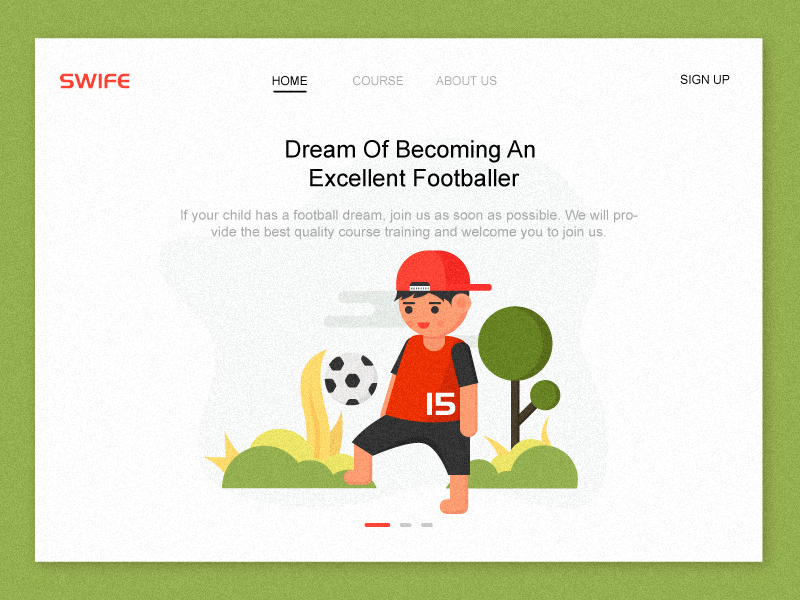 SWIFE
HOME
COURSE
ABOUT US
SIGN UP
Dream Of Becoming An
Excellent Footballer
If your child has a football dream, join us as soon as possible. We will pro-
vide the best quality course training and welcome you to join us.
15